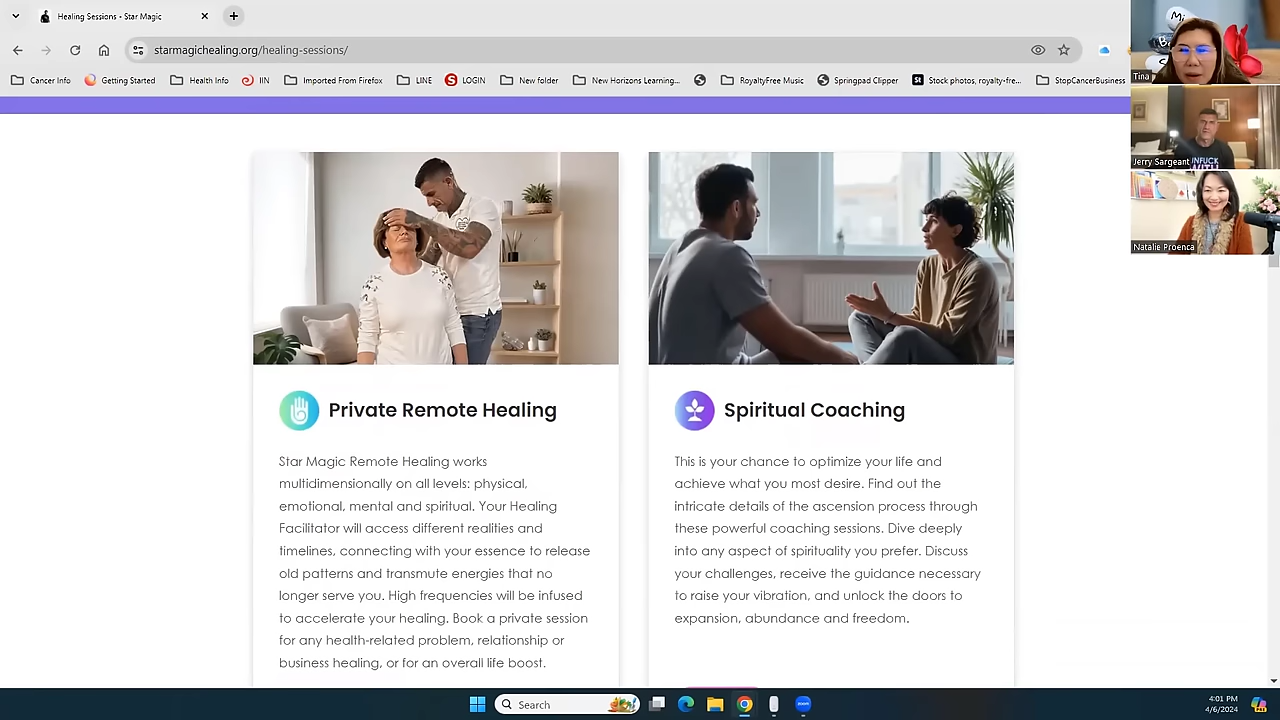 Healing Sessions - Star Magic
starmagichealing.org/healing-sessions/
Cancer Info
Getting Started
Health Info
IIN
Imported From Firefox
LINE
LOGIN
New folder
New Horizons Learning...
RoyaltyFree Music
Springpad Clipper
Stock photos, royalty-fre...
StopCancerBusiness
Tina
Jerry Sargeant
UNFUCK
WITH
Natalie Proenca
Private Remote Healing
Star Magic Remote Healing works
multidimensionally on all levels: physical,
emotional, mental and spiritual. Your Healing
Facilitator will access different realities and
timelines, connecting with your essence to release
old patterns and transmute energies that no
longer serve you. High frequencies will be infused
to accelerate your healing. Book a private session
for any health-related problem, relationship or
business healing, or for an overall life boost.
Spiritual Coaching
This is your chance to optimize your life and
achieve what you most desire. Find out the
intricate details of the ascension process through
these powerful coaching sessions. Dive deeply
into any aspect of spirituality you prefer. Discuss
your challenges, receive the guidance necessary
to raise your vibration, and unlock the doors to
expansion, abundance and freedom.
Search
zoom
4:01 PM
4/6/2024